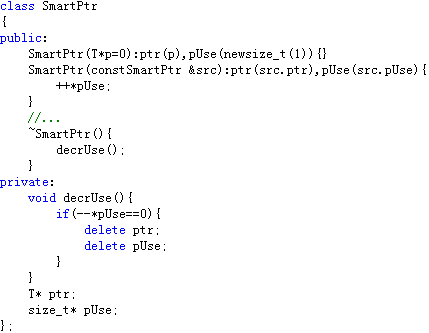 class SmartPtr
{
public:
    SmartPtr(T*p=0):ptr(p),pUse(newsize_t(1)){}
    SmartPtr(constSmartPtr &src):ptr(src.ptr),pUse(src.pUse){
        ++*pUse;
    }
    //...
    ~SmartPtr(){
        decrUse();
    }
private:
    void decrUse(){
        if(--*pUse==0){
            delete ptr;
            delete pUse;
        }
    }
    T* ptr;
    size_t* pUse;
};